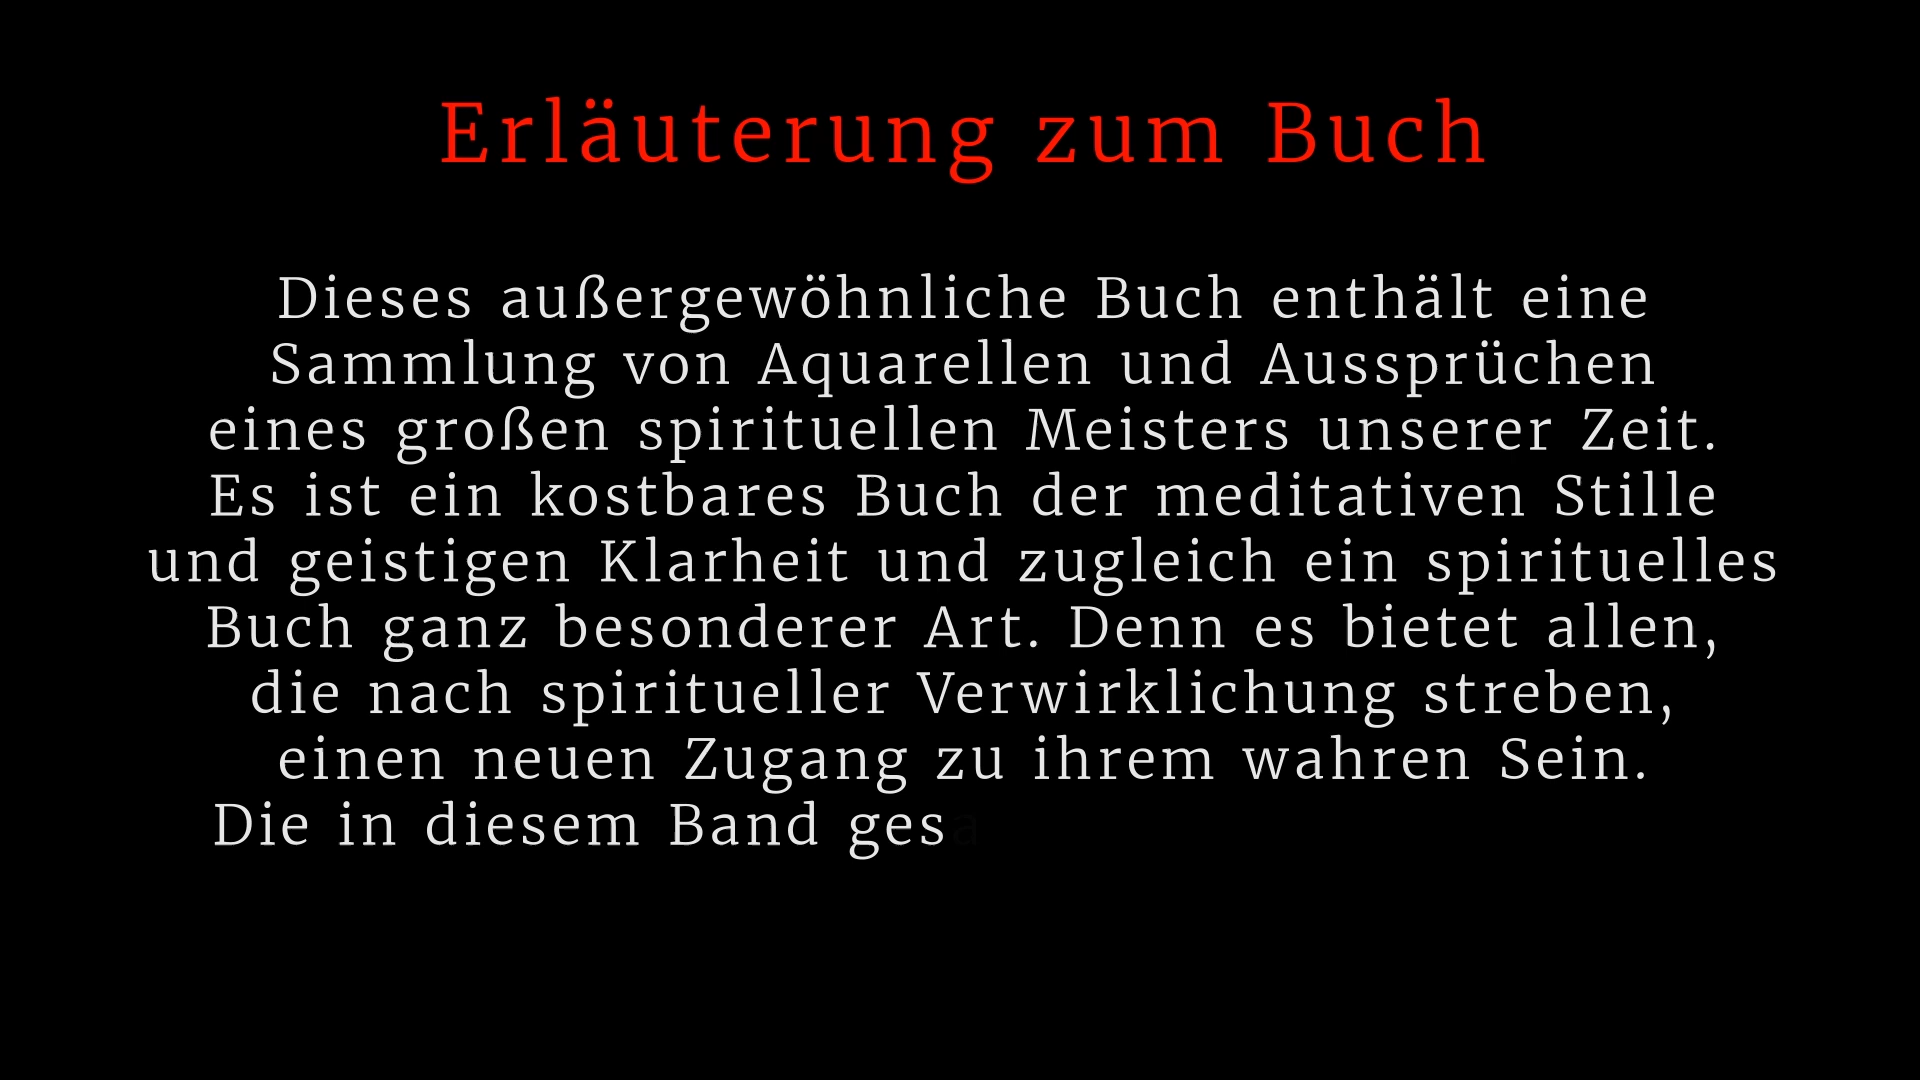 Erläuterung zum Buch
Dieses außergewöhnliche Buch enthält eine
Sammlung von Aquarellen und Aussprüchen
eines großen spirituellen Meisters unserer Zeit.
Es ist ein kostbares Buch der meditativen Stille
und geistigen Klarheit und zugleich ein spirituelles
Buch ganz besonderer Art. Denn es bietet allen,
die nach spiritueller Verwirklichung streben,
einen neuen Zugang zu ihrem wahren Sein.
Die in diesem Band gesa